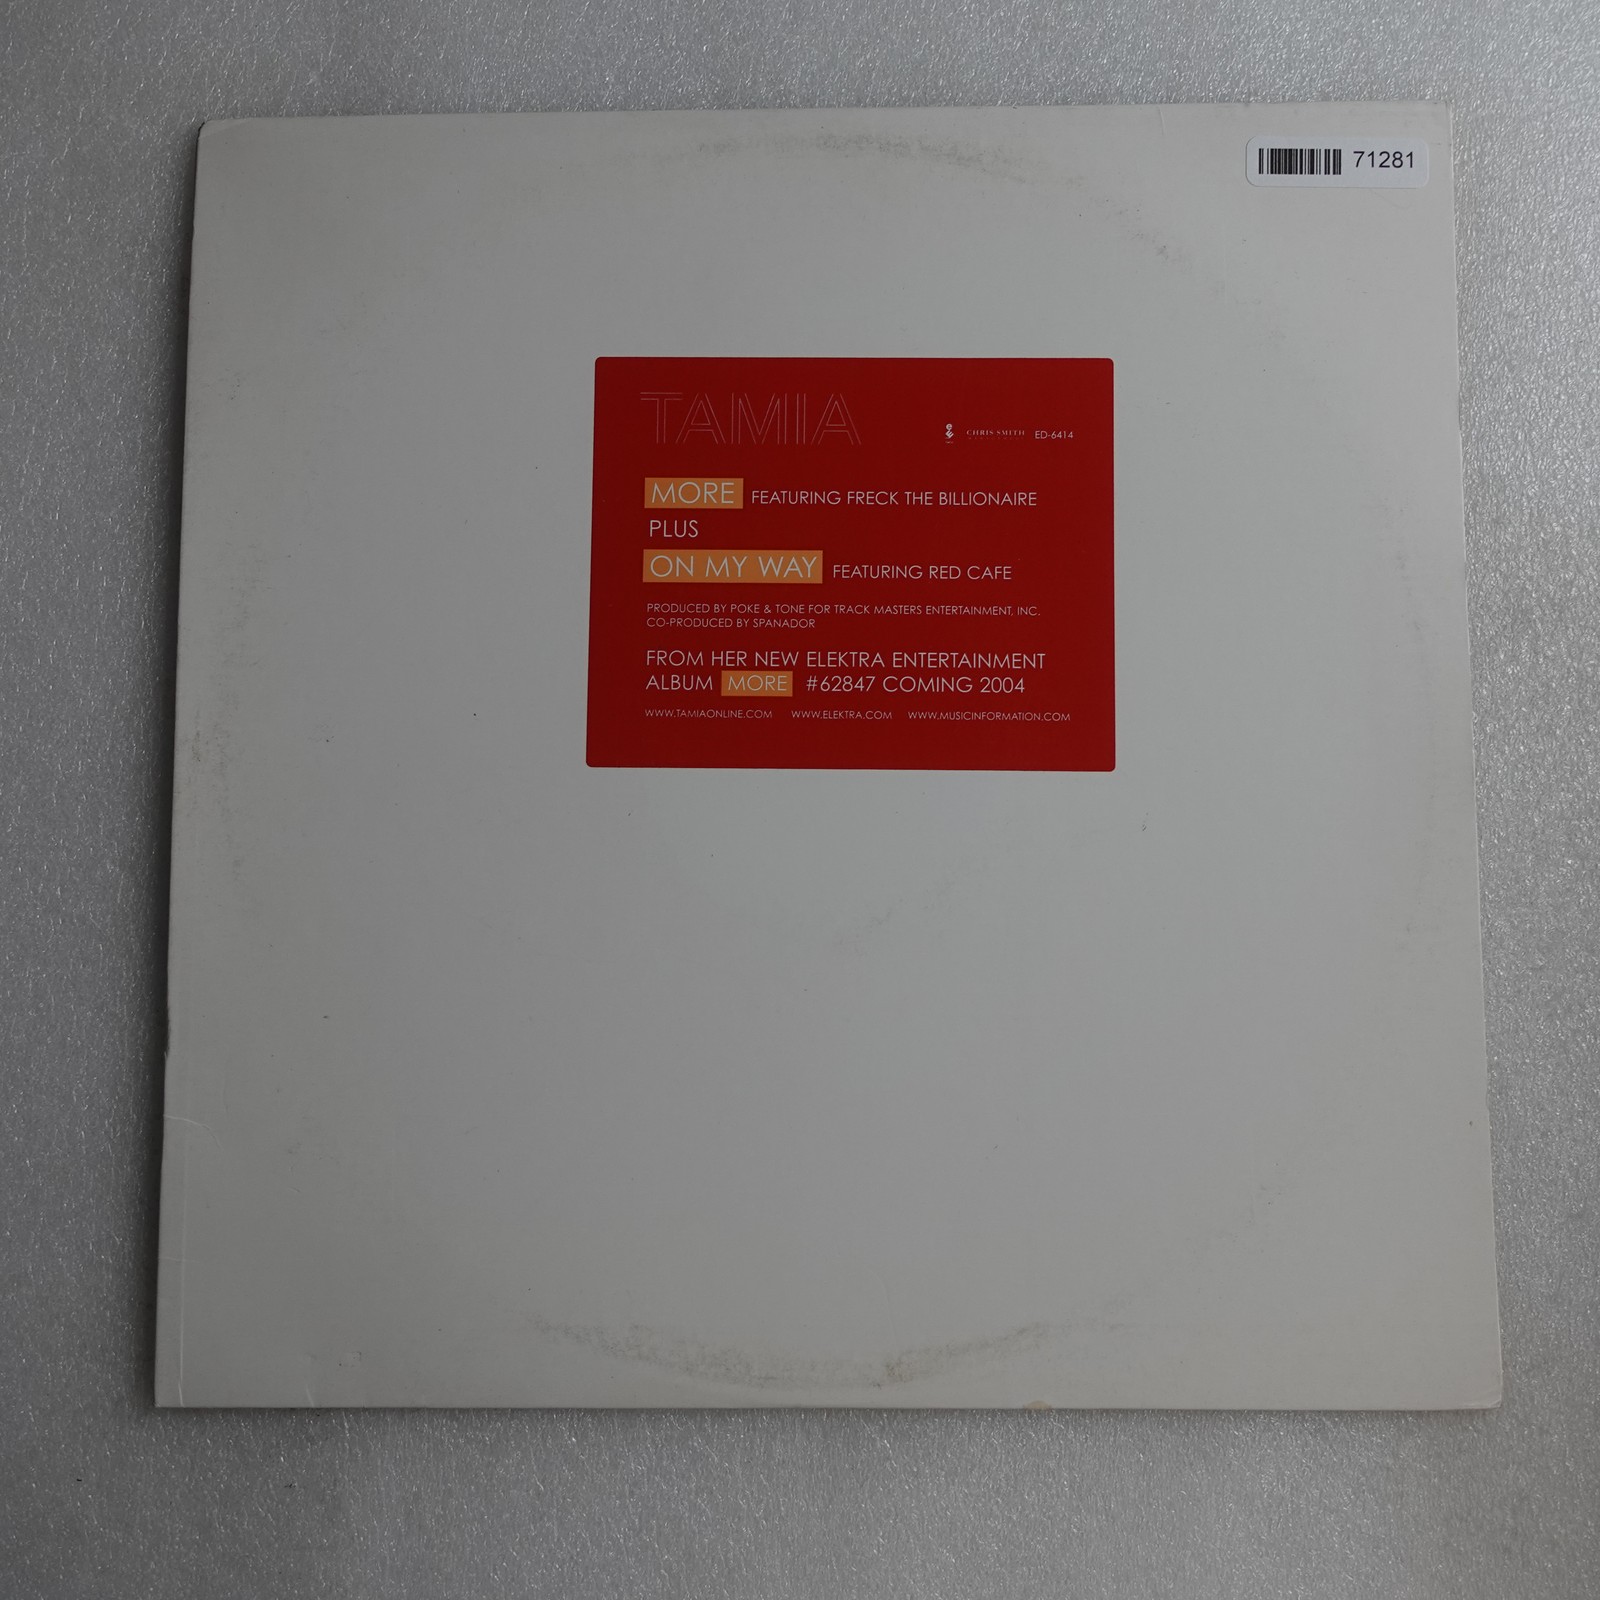 71281
TAMIA
CHRIS SMITH ED-6414
MORE FEATURING FRECK THE BILLIONAIRE
PLUS
ON MY WAY FEATURING RED CAFE
PRODUCED BY POKE & TONE FOR TRACK MASTERS ENTERTAINMENT, INC.
CO-PRODUCED BY SPANADOR
FROM HER NEW ELEKTRA ENTERTAINMENT
ALBUM MORE #62847 COMING 2004
WWW.TAMIAONLINE.COM WWW.ELEKTRA.COM WWW.MUSICINFORMATION.COM